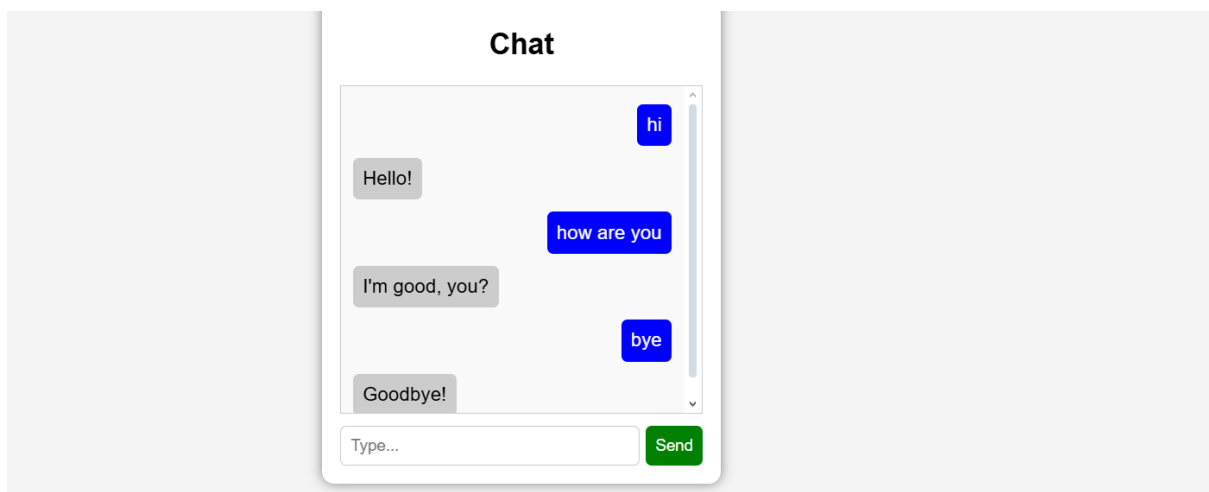 Chat
hi
Hello!
how are you
I'm good, you?
bye
Goodbye!
Type...
Send